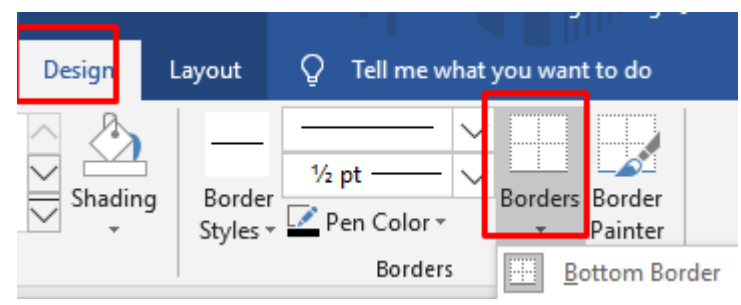 Design Layout Tell me what you want to do
½ pt
Shading Border Styles Pen Color Borders Border Painter
Borders
Bottom Border